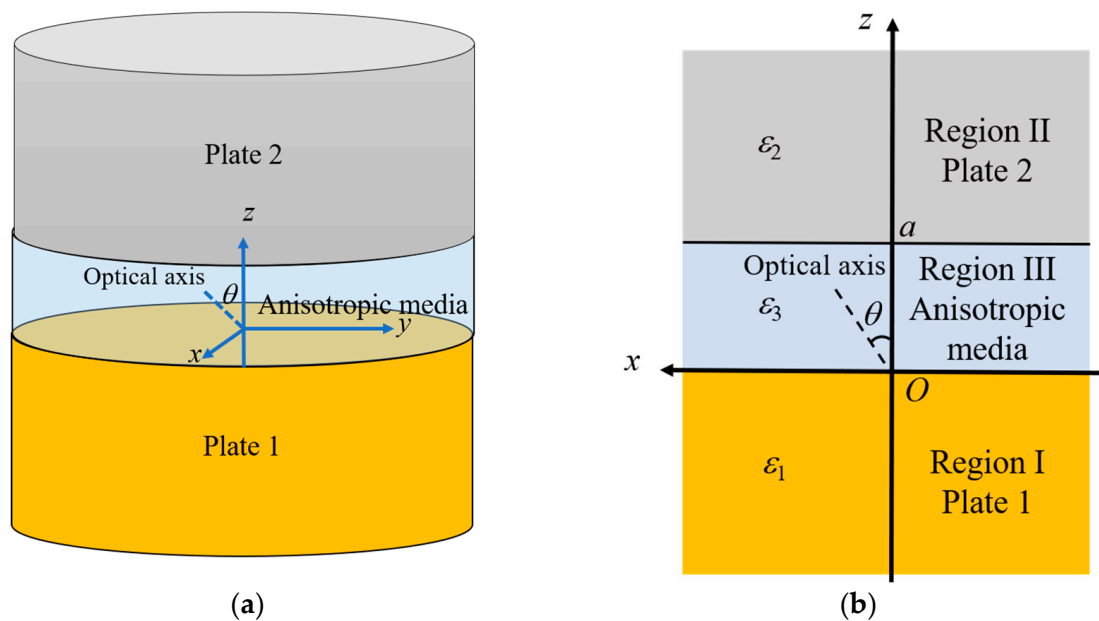 Plate 2
z
Optical axis
θ
Anisotropic media
y
x
Plate 1
(a)
z
ε2
Region II
Plate 2
a
Optical axis
Region III
θ
ε3
Anisotropic
media
x
O
ε1
Region I
Plate 1
(b)